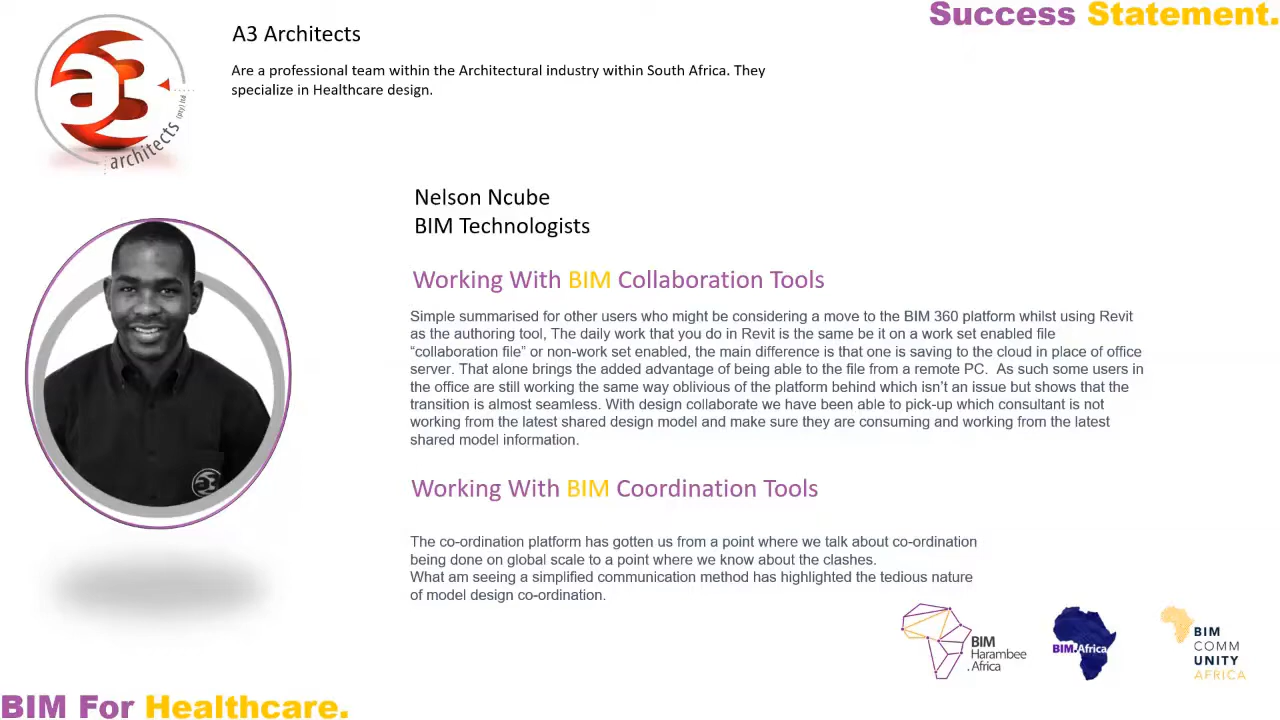 Success Statement.
A3 Architects
Are a professional team within the Architectural industry within South Africa. They
specialize in Healthcare design.
a3
architects
(pty) ltd
Nelson Ncube
BIM Technologists
Working With BIM Collaboration Tools
Simple summarised for other users who might be considering a move to the BIM 360 platform whilst using Revit
as the authoring tool, The daily work that you do in Revit is the same be it on a work set enabled file
“collaboration file” or non-work set enabled, the main difference is that one is saving to the cloud in place of office
server. That alone brings the added advantage of being able to the file from a remote PC. As such some users in
the office are still working the same way oblivious of the platform behind which isn’t an issue but shows that the
transition is almost seamless. With design collaborate we have been able to pick-up which consultant is not
working from the latest shared design model and make sure they are consuming and working from the latest
shared model information.
a3
Working With BIM Coordination Tools
The co-ordination platform has gotten us from a point where we talk about co-ordination
being done on global scale to a point where we know about the clashes.
What am seeing a simplified communication method has highlighted the tedious nature
of model design co-ordination.
BIM
Harambee
.Africa
BIM.Africa
BIM
COMM
UNITY
AFRICA
BIM For Healthcare.